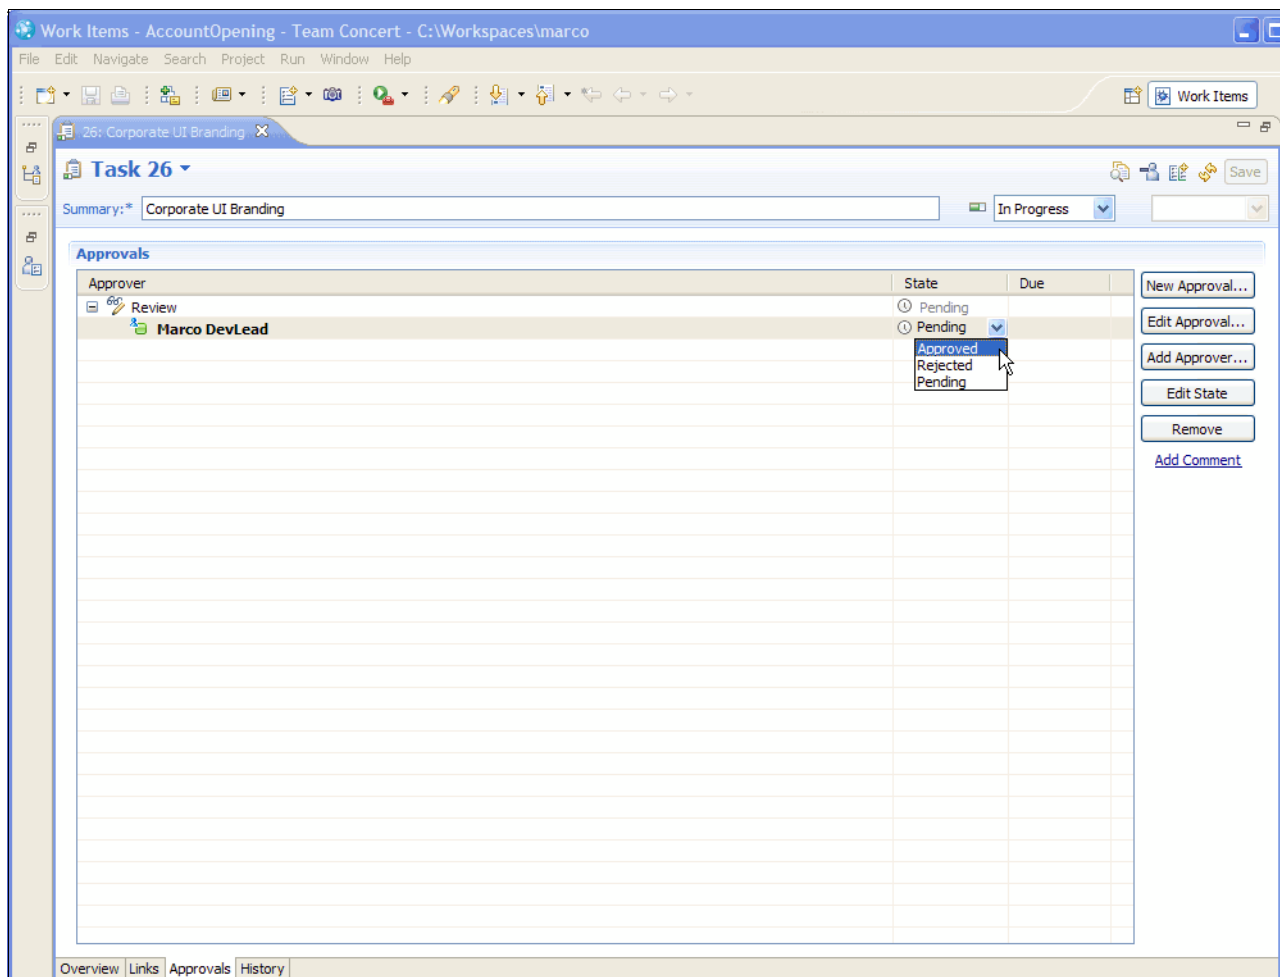 Work Items - AccountOpening - Team Concert - C:\Workspaces\marco
File Edit Navigate Search Project Run Window Help
Work Items
26: Corporate UI Branding
Task 26
Save
Summary:* Corporate UI Branding In Progress
Approvals
Approver State Due
New Approval...
Review Pending
Marco DevLead Pending
Edit Approval...
Approved
Add Approver...
Rejected
Pending
Edit State
Remove
Add Comment
Overview Links Approvals History